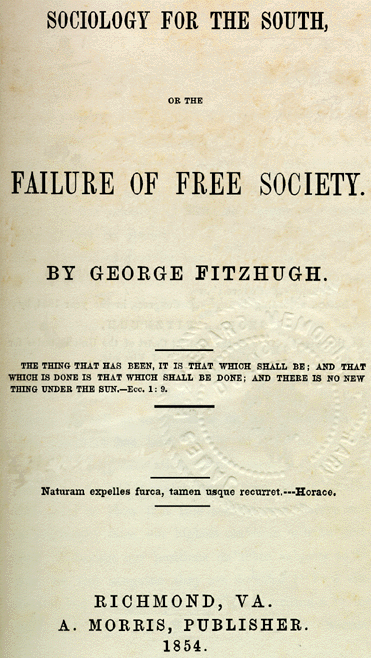 SOCIOLOGY FOR THE SOUTH,
OR THE
FAILURE OF FREE SOCIETY.
BY GEORGE FITZHUGH.
THE THING THAT HAS BEEN, IT IS THAT WHICH SHALL BE; AND THAT
WHICH IS DONE IS THAT WHICH SHALL BE DONE; AND THERE IS NO NEW
THING UNDER THE SUN.—Ecc. 1: 9.
Naturam expelles furca, tamen usque recurret.---Horace.
RICHMOND, VA.
A. MORRIS, PUBLISHER.
1854.